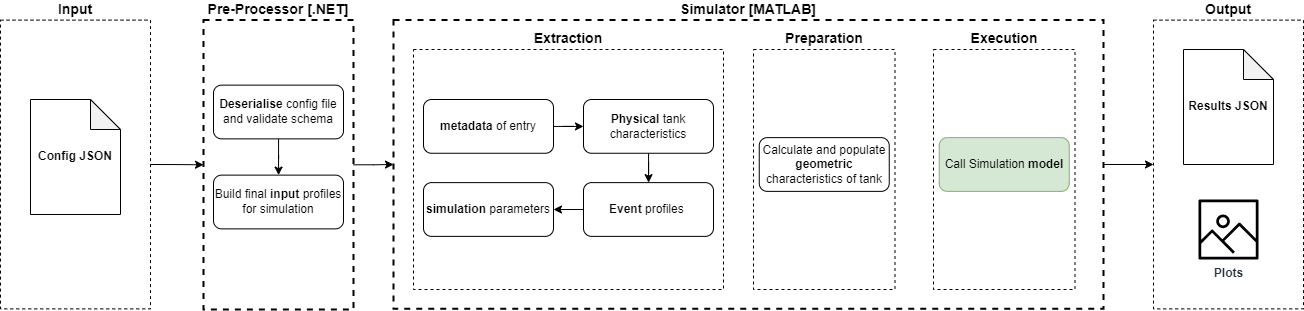 Input
Pre-Processor [.NET]
Simulator [MATLAB]
Output
Config JSON
Deserialise config file
and validate schema
Build final input profiles
for simulation
Extraction
metadata of entry
Physical tank
characteristics
simulation parameters
Event profiles
Preparation
Calculate and populate
geometric
characteristics of tank
Execution
Call Simulation model
Results JSON
Plots